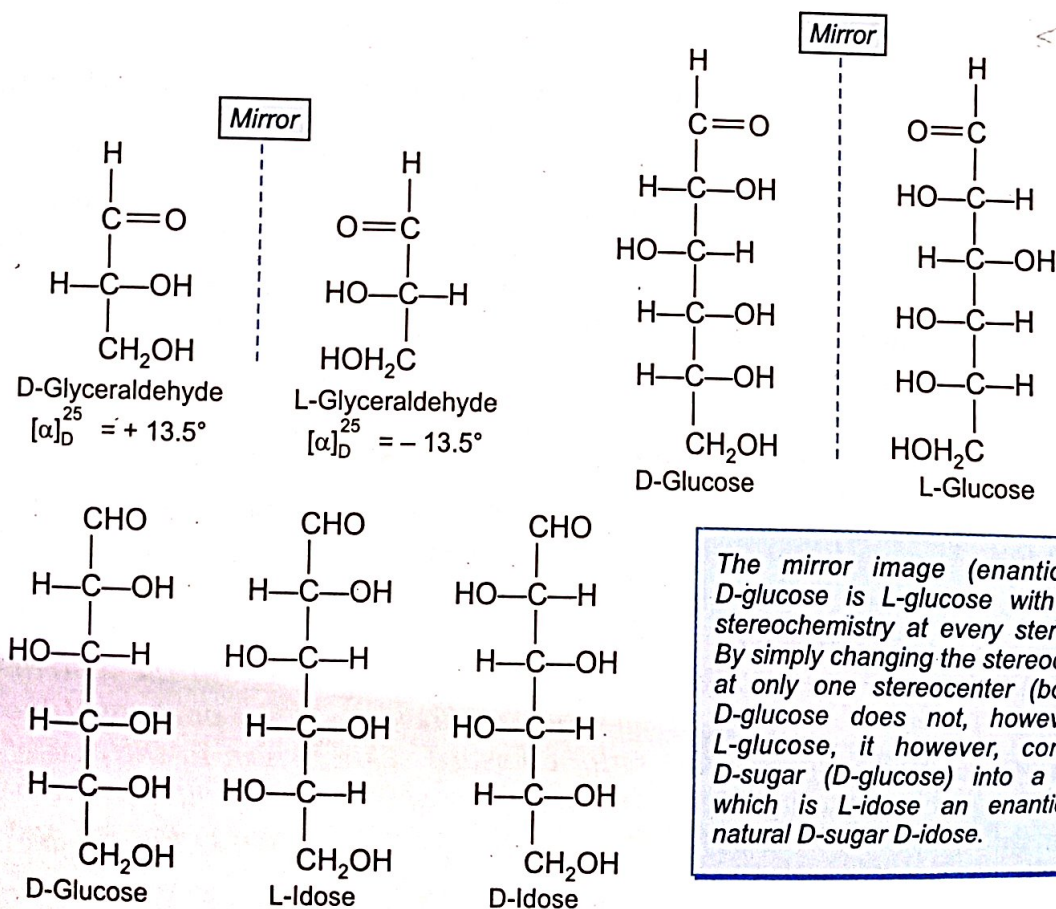 Mirror
H
C=O
H—C—OH
CH₂OH
D-Glyceraldehyde
[α]D²⁵ = + 13.5°
H
O=C
HO—C—H
HOH₂C
L-Glyceraldehyde
[α]D²⁵ = – 13.5°
Mirror
H
C=O
H—C—OH
HO—C—H
H—C—OH
H—C—OH
CH₂OH
D-Glucose
H
O=C
HO—C—H
H—C—OH
HO—C—H
HO—C—H
HOH₂C
L-Glucose
CHO
H—C—OH
HO—C—H
H—C—OH
H—C—OH
CH₂OH
D-Glucose
CHO
H—C—OH
HO—C—H
H—C—OH
HO—C—H
CH₂OH
L-Idose
CHO
HO—C—H
H—C—OH
HO—C—H
H—C—OH
CH₂OH
D-Idose
The mirror image (enantio
D-glucose is L-glucose with
stereochemistry at every ster
By simply changing the stereo
at only one stereocenter (bo
D-glucose does not, howev
L-glucose, it however, con
D-sugar (D-glucose) into a
which is L-idose an enanti
natural D-sugar D-idose.